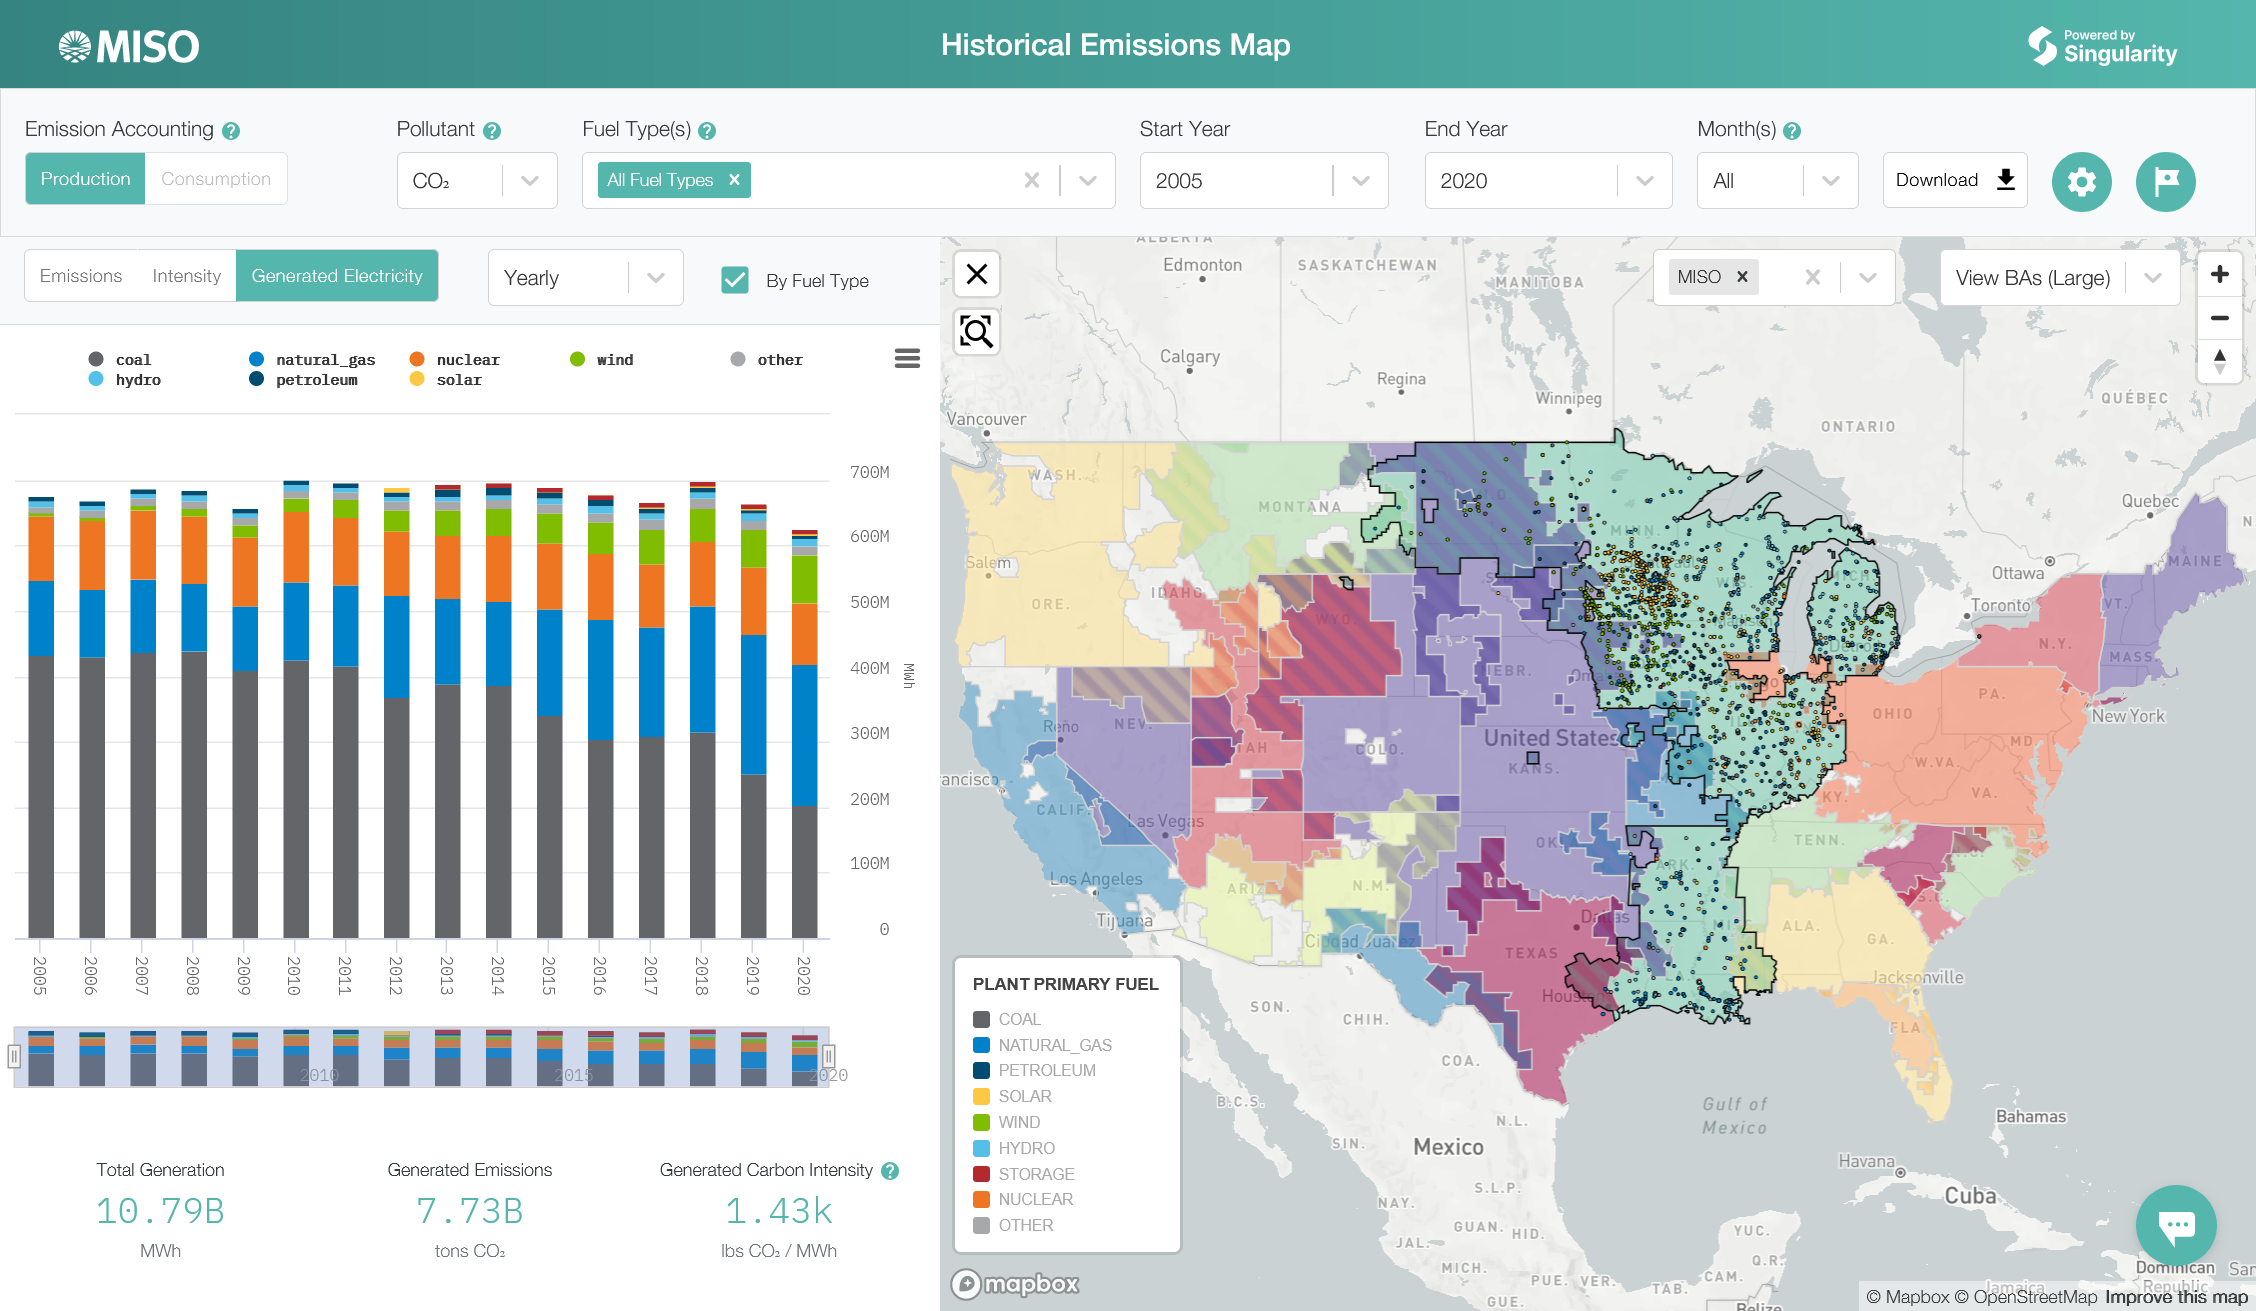 MISO
Historical Emissions Map
Powered by
Singularity
Emission Accounting ?
Pollutant ?
Fuel Type(s) ?
Start Year
End Year
Month(s) ?
Production
Consumption
CO₂
All Fuel Types
2005
2020
All
Download
Emissions
Intensity
Generated Electricity
Yearly
By Fuel Type
coal
natural_gas
nuclear
wind
other
hydro
petroleum
solar
700M
600M
500M
400M
300M
200M
100M
0
MWh
2005
2006
2007
2008
2009
2010
2011
2012
2013
2014
2015
2016
2017
2018
2019
2020
2010
2015
2020
Total Generation
10.79B
MWh
Generated Emissions
7.73B
tons CO₂
Generated Carbon Intensity ?
1.43k
lbs CO₂ / MWh
MISO
View BAs (Large)
ALBERTA
Edmonton
SASKATCHEWAN
MANITOBA
Calgary
Regina
Winnipeg
Vancouver
ONTARIO
QUÉBEC
Quebec
Ottawa
Toronto
WASH.
MONTANA
MINN.
MAINE
Salem
ORE.
IDAHO
WYO.
WIS.
MICH.
VT.
N.Y.
MASS.
Detroit
PA.
New York
OHIO
MD.
W.VA.
VA.
KY.
Reno
NEV.
UTAH
COLO.
NEBR.
United States
KANS.
CALIF.
Las Vegas
Los Angeles
Tijuana
ARIZ.
N.M.
Ciudad Juárez
TENN.
S.C.
ALA.
GA.
Jacksonville
FLA.
TEXAS
Dallas
Houston
SON.
CHIH.
COA.
B.C.S.
SIN.
N.L.
Mexico
Gulf of
Mexico
Bahamas
Havana
Cuba
S.L.P.
NAY.
GUAN.
HID.
JAL.
MICH.
PUE.
VER.
TAB.
CAM.
YUC.
Q.R.
GUE.
Belize
Jamaica
Dominican
Republic
PLANT PRIMARY FUEL
COAL
NATURAL_GAS
PETROLEUM
SOLAR
WIND
HYDRO
STORAGE
NUCLEAR
OTHER
mapbox
© Mapbox © OpenStreetMap Improve this map